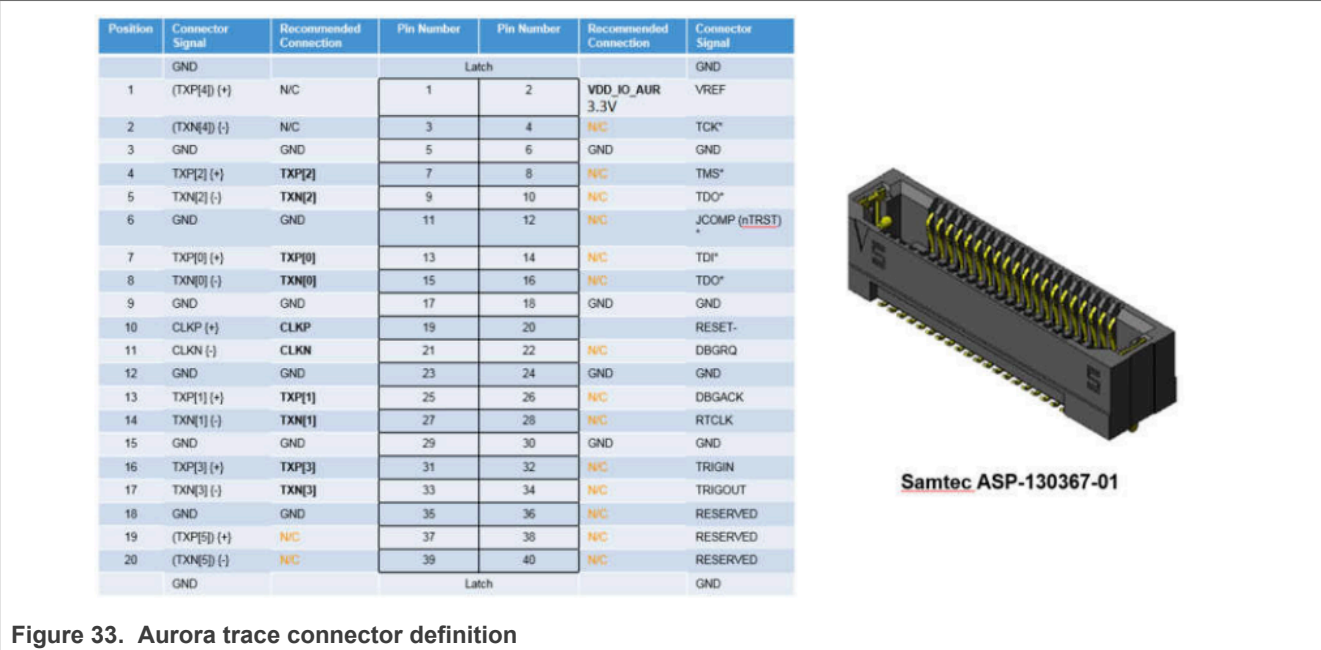 Position Connector Signal Recommended Connection Pin Number Pin Number Recommended Connection Connector Signal
GND Latch GND
1 (TXP[4]) {+} N/C 1 2 VDD_IO_AUR 3.3V VREF
2 (TXN[4]) {-} N/C 3 4 N/C TCK*
3 GND GND 5 6 GND GND
4 TXP[2] {+} TXP[2] 7 8 N/C TMS*
5 TXN[2] {-} TXN[2] 9 10 N/C TDO*
6 GND GND 11 12 N/C JCOMP (nTRST) *
7 TXP[0] {+} TXP[0] 13 14 N/C TDI*
8 TXN[0] {-} TXN[0] 15 16 N/C TDO*
9 GND GND 17 18 GND GND
10 CLKP {+} CLKP 19 20 RESET-
11 CLKN {-} CLKN 21 22 N/C DBGRQ
12 GND GND 23 24 GND GND
13 TXP[1] {+} TXP[1] 25 26 N/C DBGACK
14 TXN[1] {-} TXN[1] 27 28 N/C RTCLK
15 GND GND 29 30 GND GND
16 TXP[3] {+} TXP[3] 31 32 N/C TRIGIN
17 TXN[3] {-} TXN[3] 33 34 N/C TRIGOUT
18 GND GND 35 36 N/C RESERVED
19 (TXP[5]) {+} N/C 37 38 N/C RESERVED
20 (TXN[5]) {-} N/C 39 40 N/C RESERVED
GND Latch GND
Samtec ASP-130367-01
Figure 33. Aurora trace connector definition